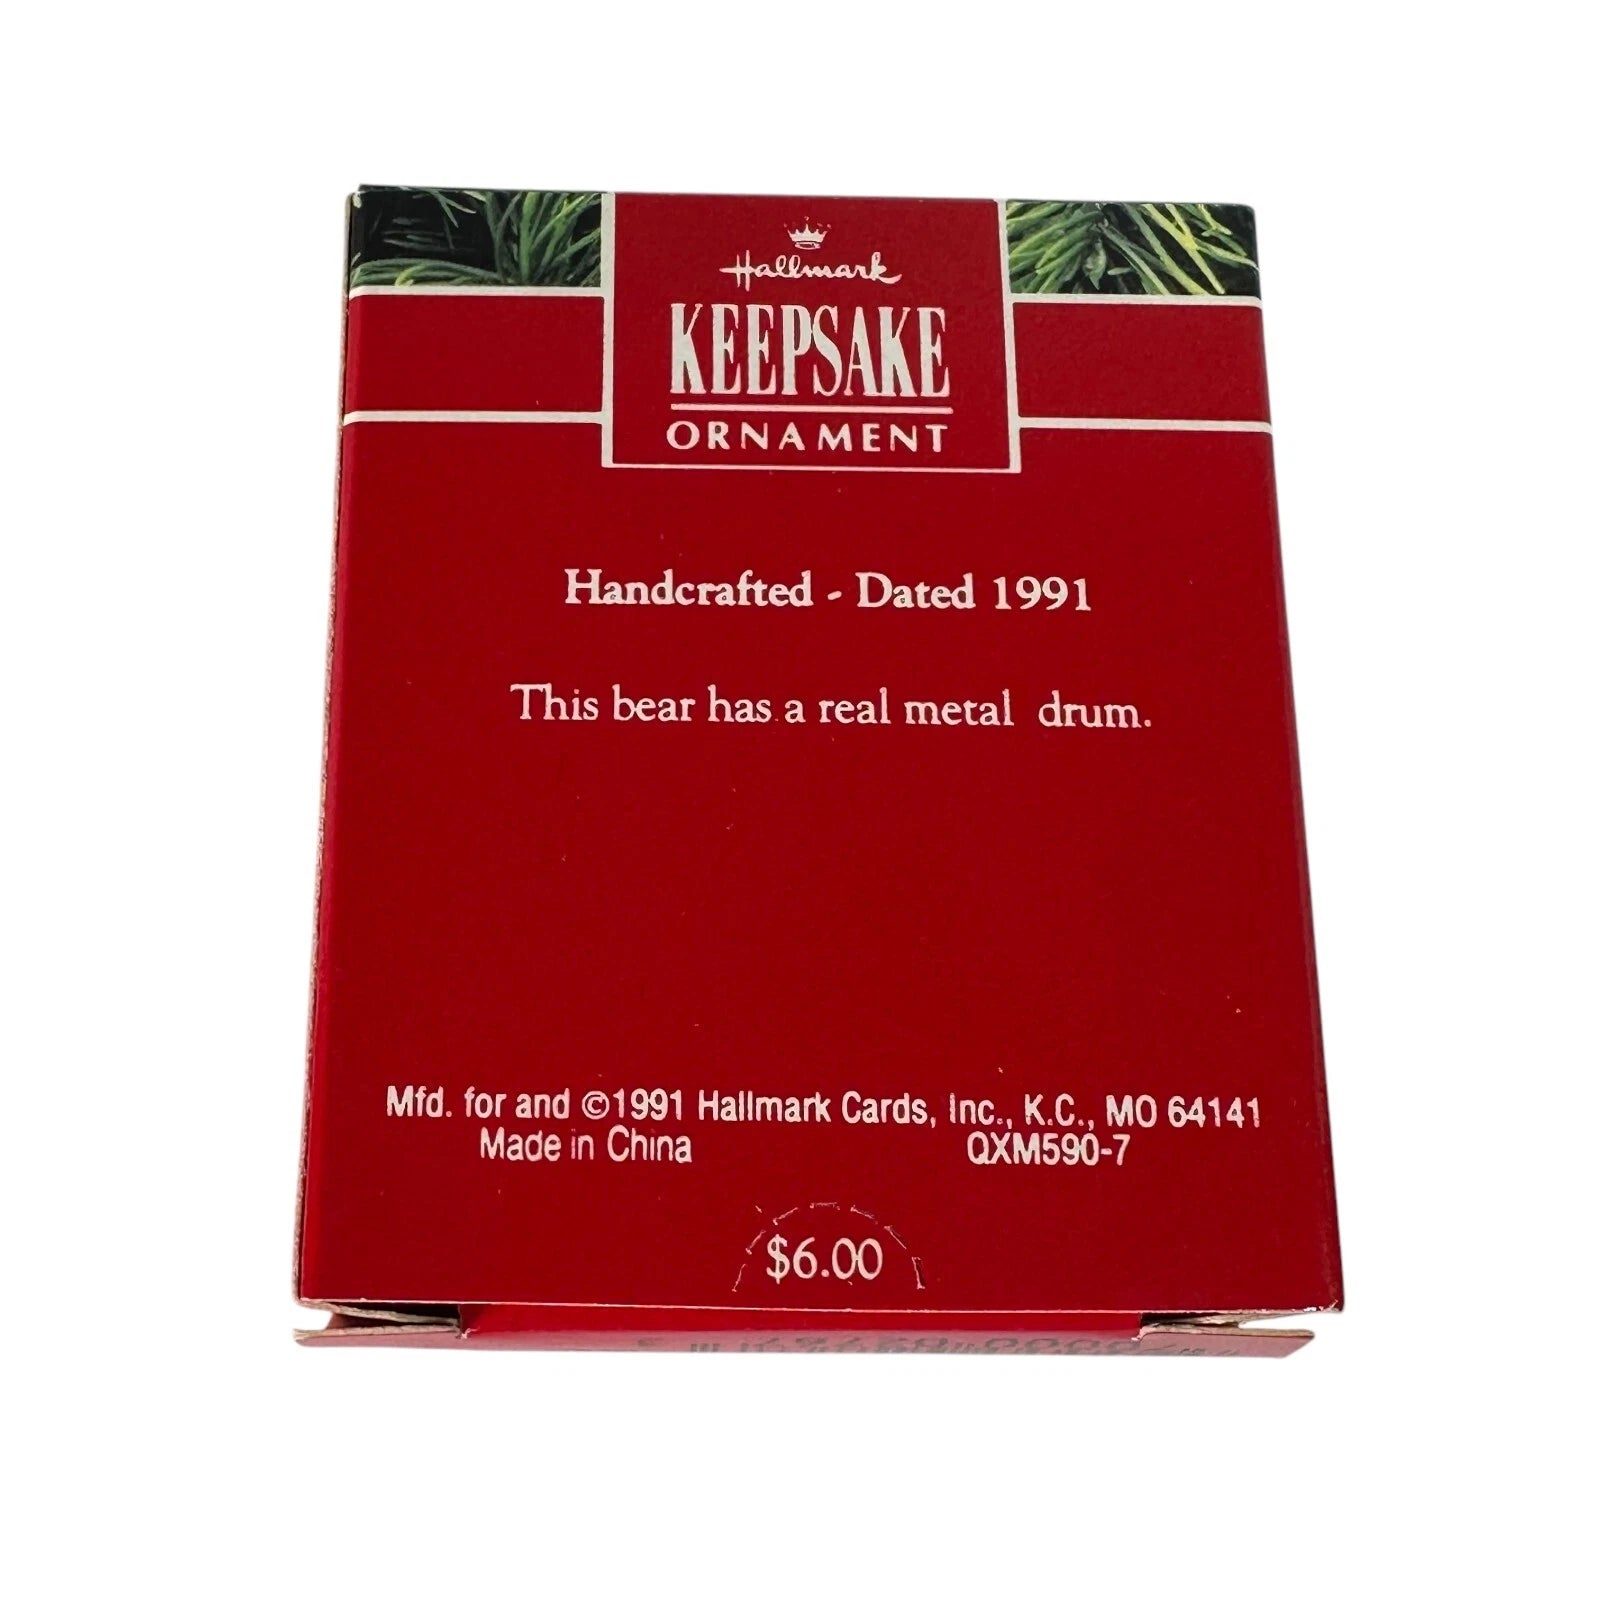 Hallmark
KEEPSAKE
ORNAMENT
Handcrafted - Dated 1991
This bear has a real metal drum.
Mfd. for and ©1991 Hallmark Cards, Inc., K.C., MO 64141
Made in China QXM590-7
$6.00